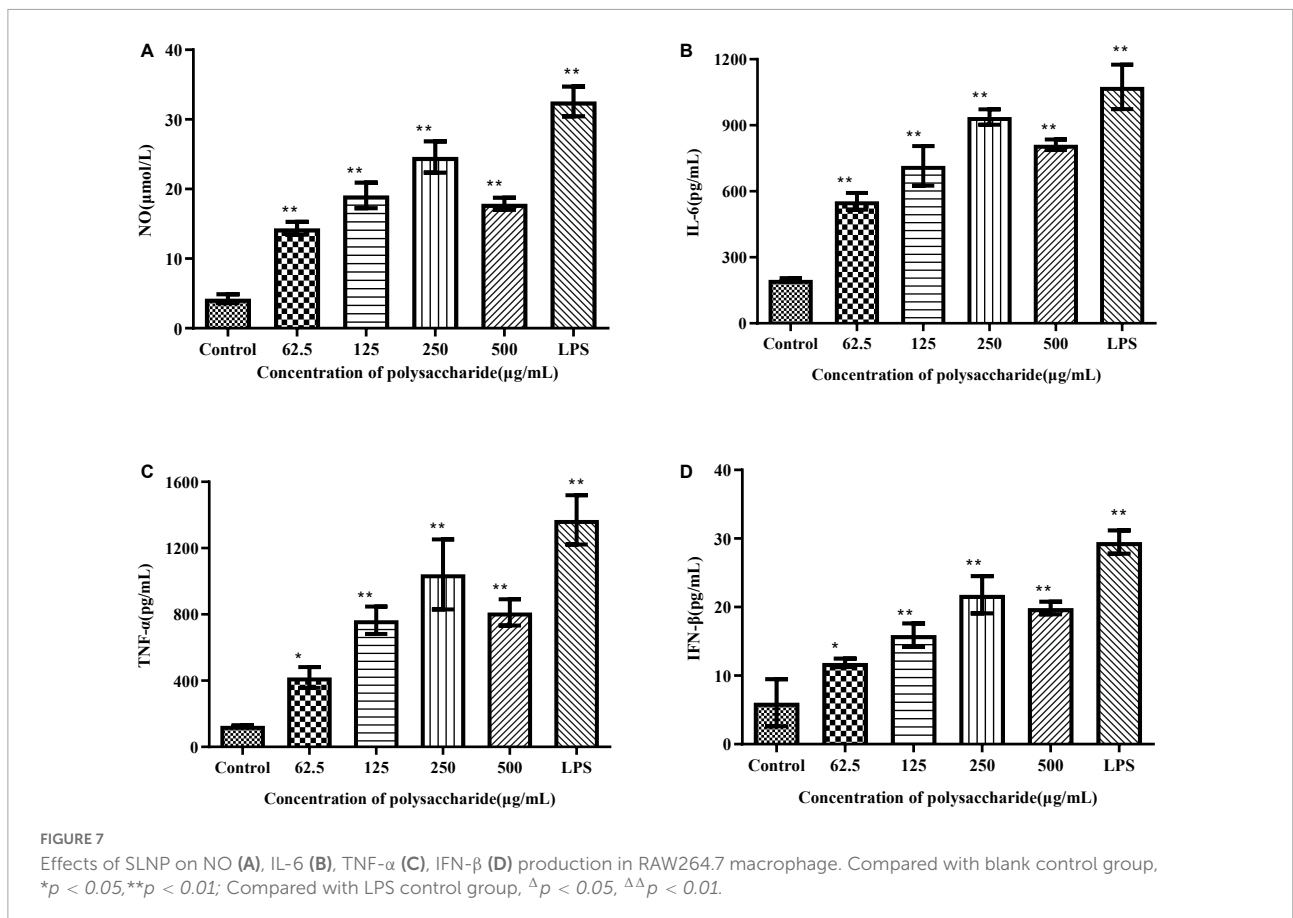 A
40
30
20
10
0
NO(μmol/L)
**
**
**
**
**
Control 62.5 125 250 500 LPS
Concentration of polysaccharide(μg/mL)
B
1200
900
600
300
0
IL-6(pg/mL)
**
**
**
**
**
Control 62.5 125 250 500 LPS
Concentration of polysaccharide(μg/mL)
C
1600
1200
800
400
0
TNF-α(pg/mL)
*
**
**
**
**
Control 62.5 125 250 500 LPS
Concentration of polysaccharide(μg/mL)
D
40
30
20
10
0
IFN-β(pg/mL)
*
**
**
**
**
Control 62.5 125 250 500 LPS
Concentration of polysaccharide(μg/mL)
FIGURE 7
Effects of SLNP on NO (A), IL-6 (B), TNF-α (C), IFN-β (D) production in RAW264.7 macrophage. Compared with blank control group,
*p < 0.05,**p < 0.01; Compared with LPS control group, Δp < 0.05, ΔΔp < 0.01.